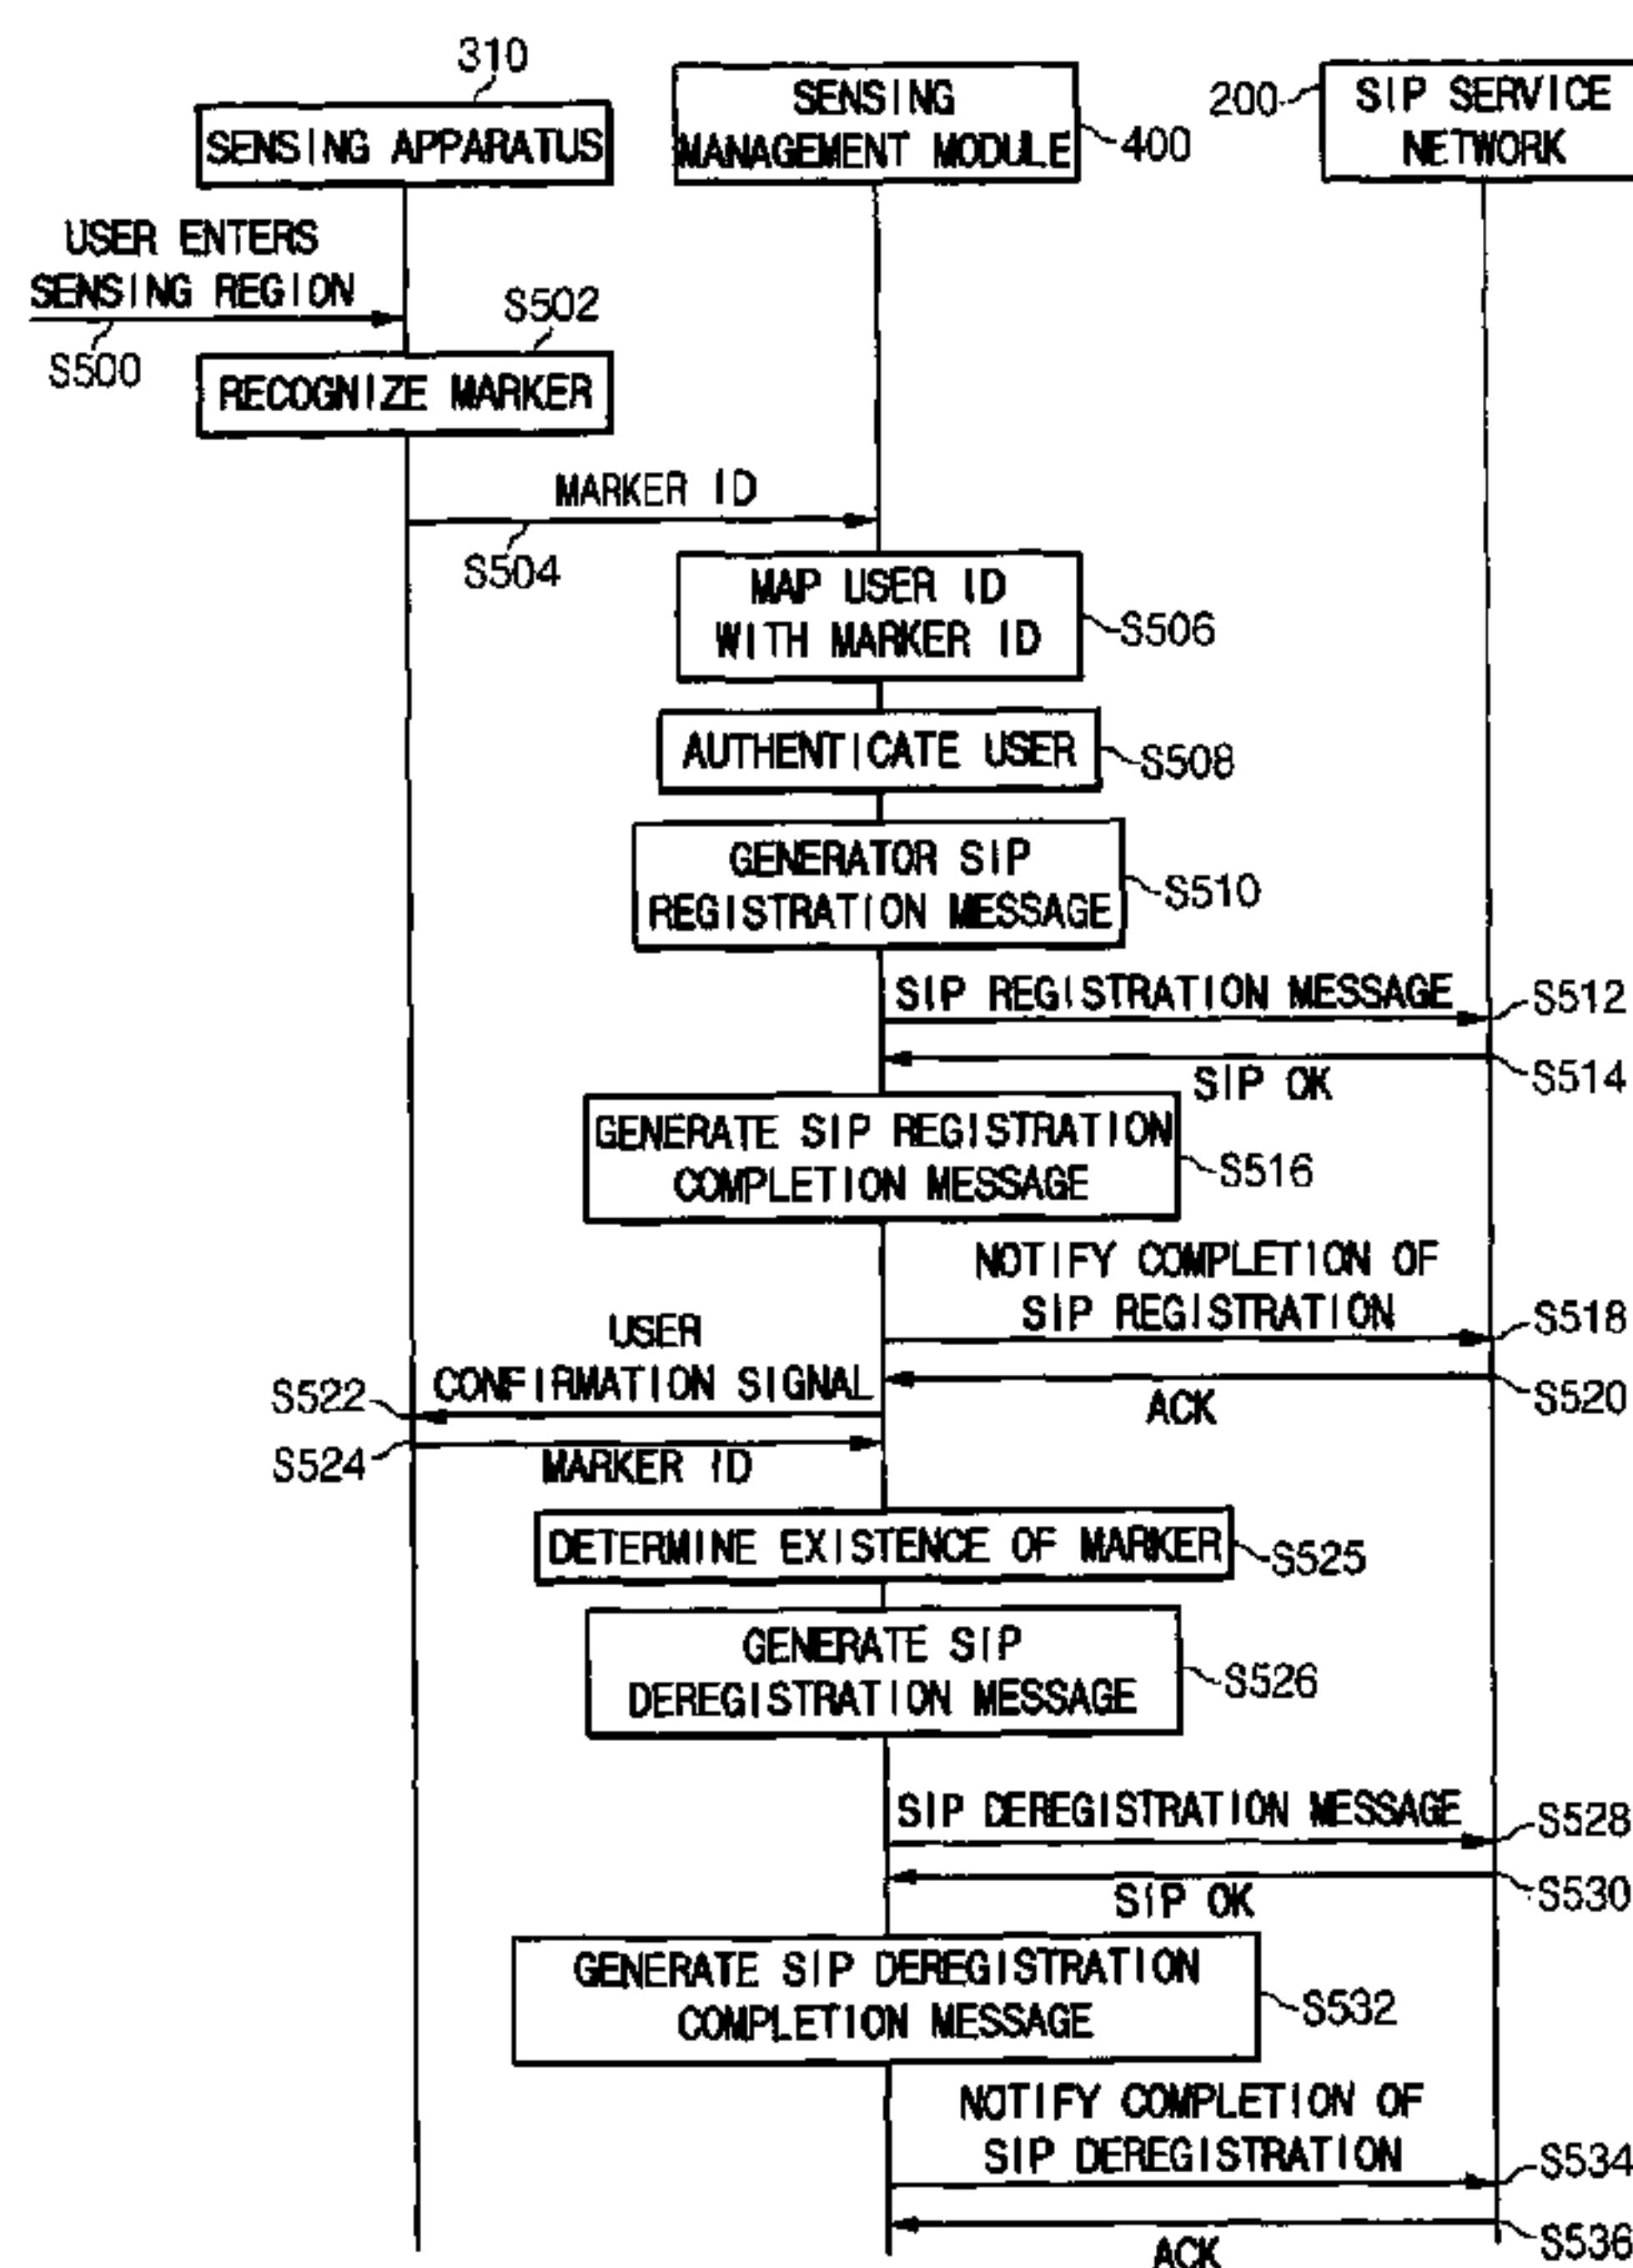 310
SENSING APPARATUS
SENSING
MANAGEMENT MODULE
400
200
SIP SERVICE
NETWORK
USER ENTERS
SENSING REGION
S500
S502
RECOGNIZE MARKER
MARKER ID
S504
MAP USER ID
WITH MARKER ID
S506
AUTHENTICATE USER
S508
GENERATOR SIP
REGISTRATION MESSAGE
S510
SIP REGISTRATION MESSAGE
S512
SIP OK
S514
GENERATE SIP REGISTRATION
COMPLETION MESSAGE
S516
NOTIFY COMPLETION OF
SIP REGISTRATION
S518
ACK
S520
USER
CONFIRMATION SIGNAL
S522
S524
MARKER ID
DETERMINE EXISTENCE OF MARKER
S525
GENERATE SIP
DEREGISTRATION MESSAGE
S526
SIP DEREGISTRATION MESSAGE
S528
SIP OK
S530
GENERATE SIP DEREGISTRATION
COMPLETION MESSAGE
S532
NOTIFY COMPLETION OF
SIP DEREGISTRATION
S534
ACK
S536